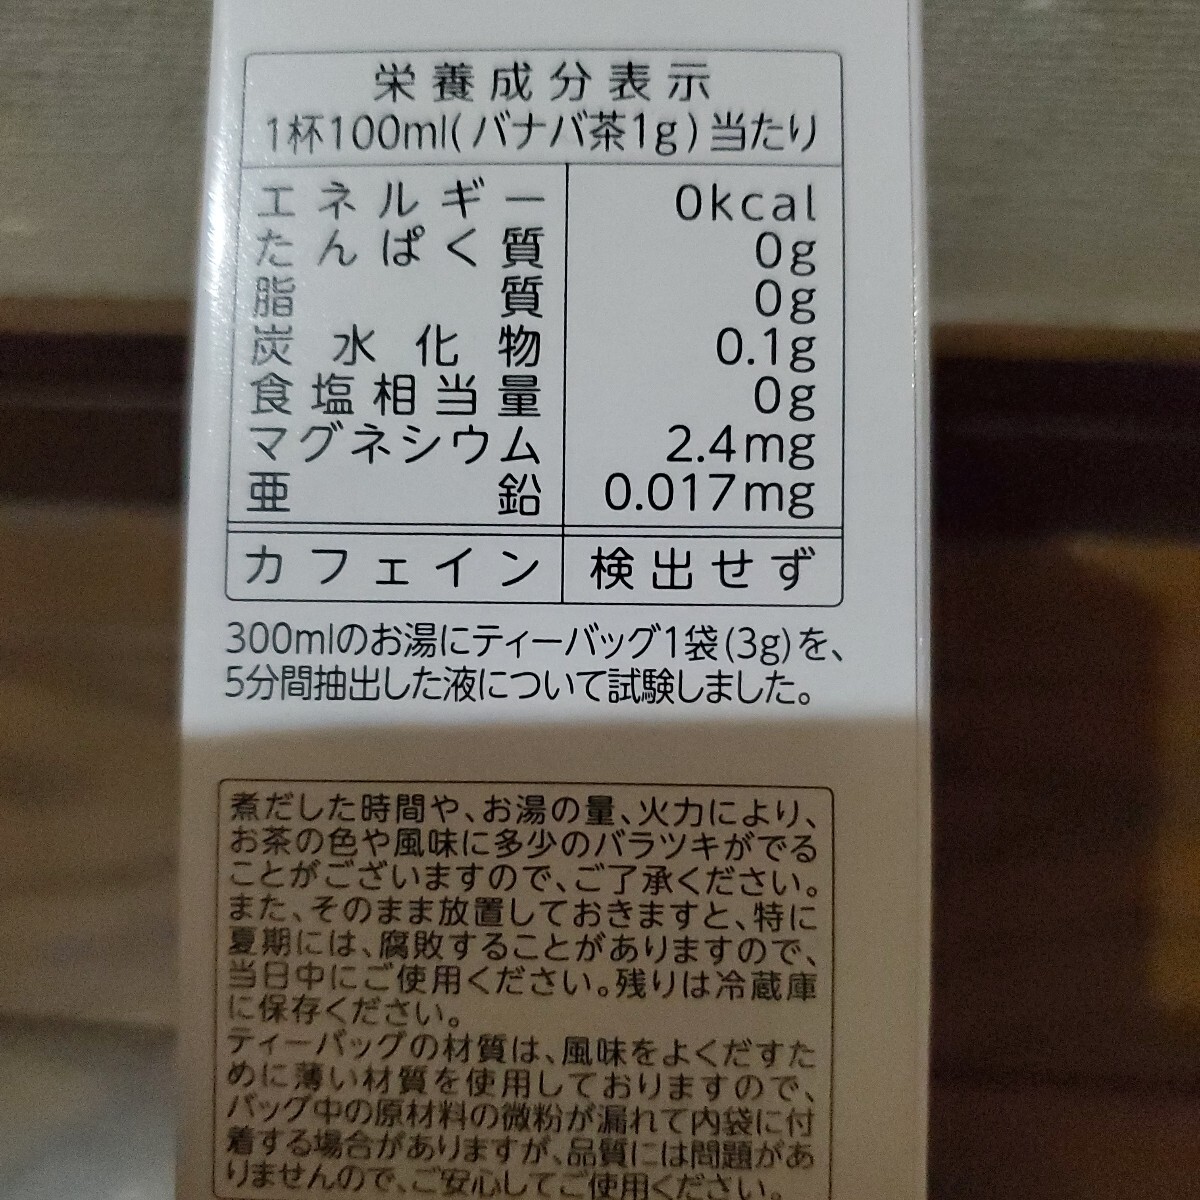 栄養成分表示
1杯100ml(バナバ茶1g)当たり
エネルギー 0kcal
たんぱく質 0g
脂質 0g
炭水化物 0.1g
食塩相当量 0g
マグネシウム 2.4mg
亜鉛 0.017mg
カフェイン 検出せず
300mlのお湯にティーバッグ1袋(3g)を、
5分間抽出した液について試験しました。
煮だした時間や、お湯の量、火力により、
お茶の色や風味に多少のバラツキがでる
ことがございますので、ご了承ください。
また、そのまま放置しておきますと、特に
夏期には、腐敗することがありますので、
当日中にご使用ください。残りは冷蔵庫
に保存ください。
ティーバッグの材質は、風味をよくだすた
めに薄い材質を使用しておりますので、
バッグ中の原材料の微粉が漏れて内袋に付
着する場合がありますが、品質には問題があ
りませんので、ご安心してご使用ください。